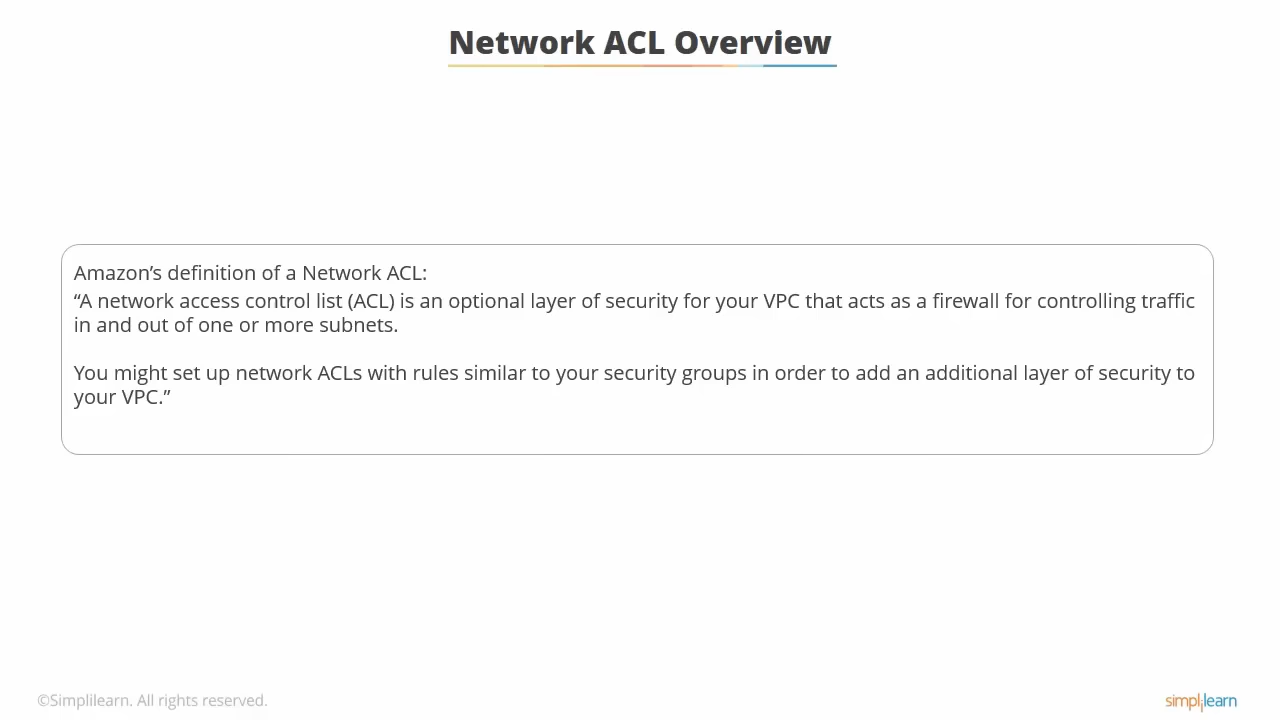 Network ACL Overview
Amazon’s definition of a Network ACL:
“A network access control list (ACL) is an optional layer of security for your VPC that acts as a firewall for controlling traffic
in and out of one or more subnets.
You might set up network ACLs with rules similar to your security groups in order to add an additional layer of security to
your VPC.”
©Simplilearn. All rights reserved.
simplilearn